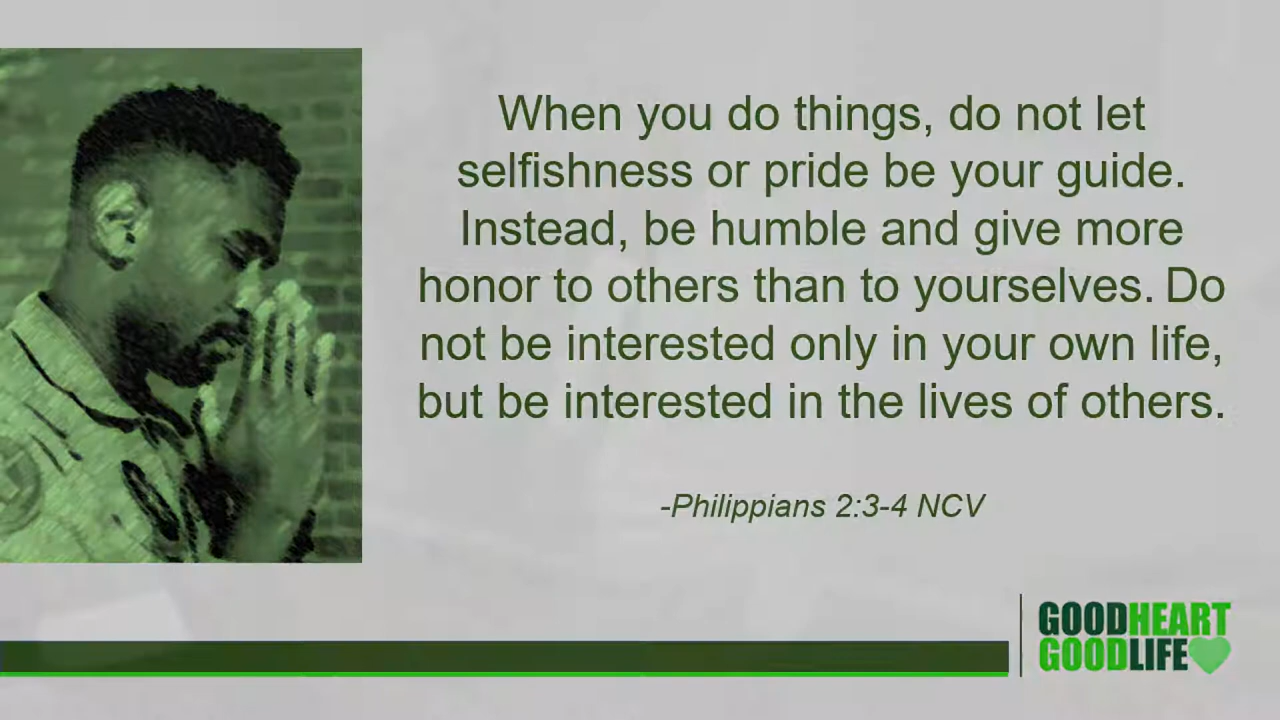 When you do things, do not let
selfishness or pride be your guide.
Instead, be humble and give more
honor to others than to yourselves. Do
not be interested only in your own life,
but be interested in the lives of others.
-Philippians 2:3-4 NCV
GOODHEART
GOODLIFE